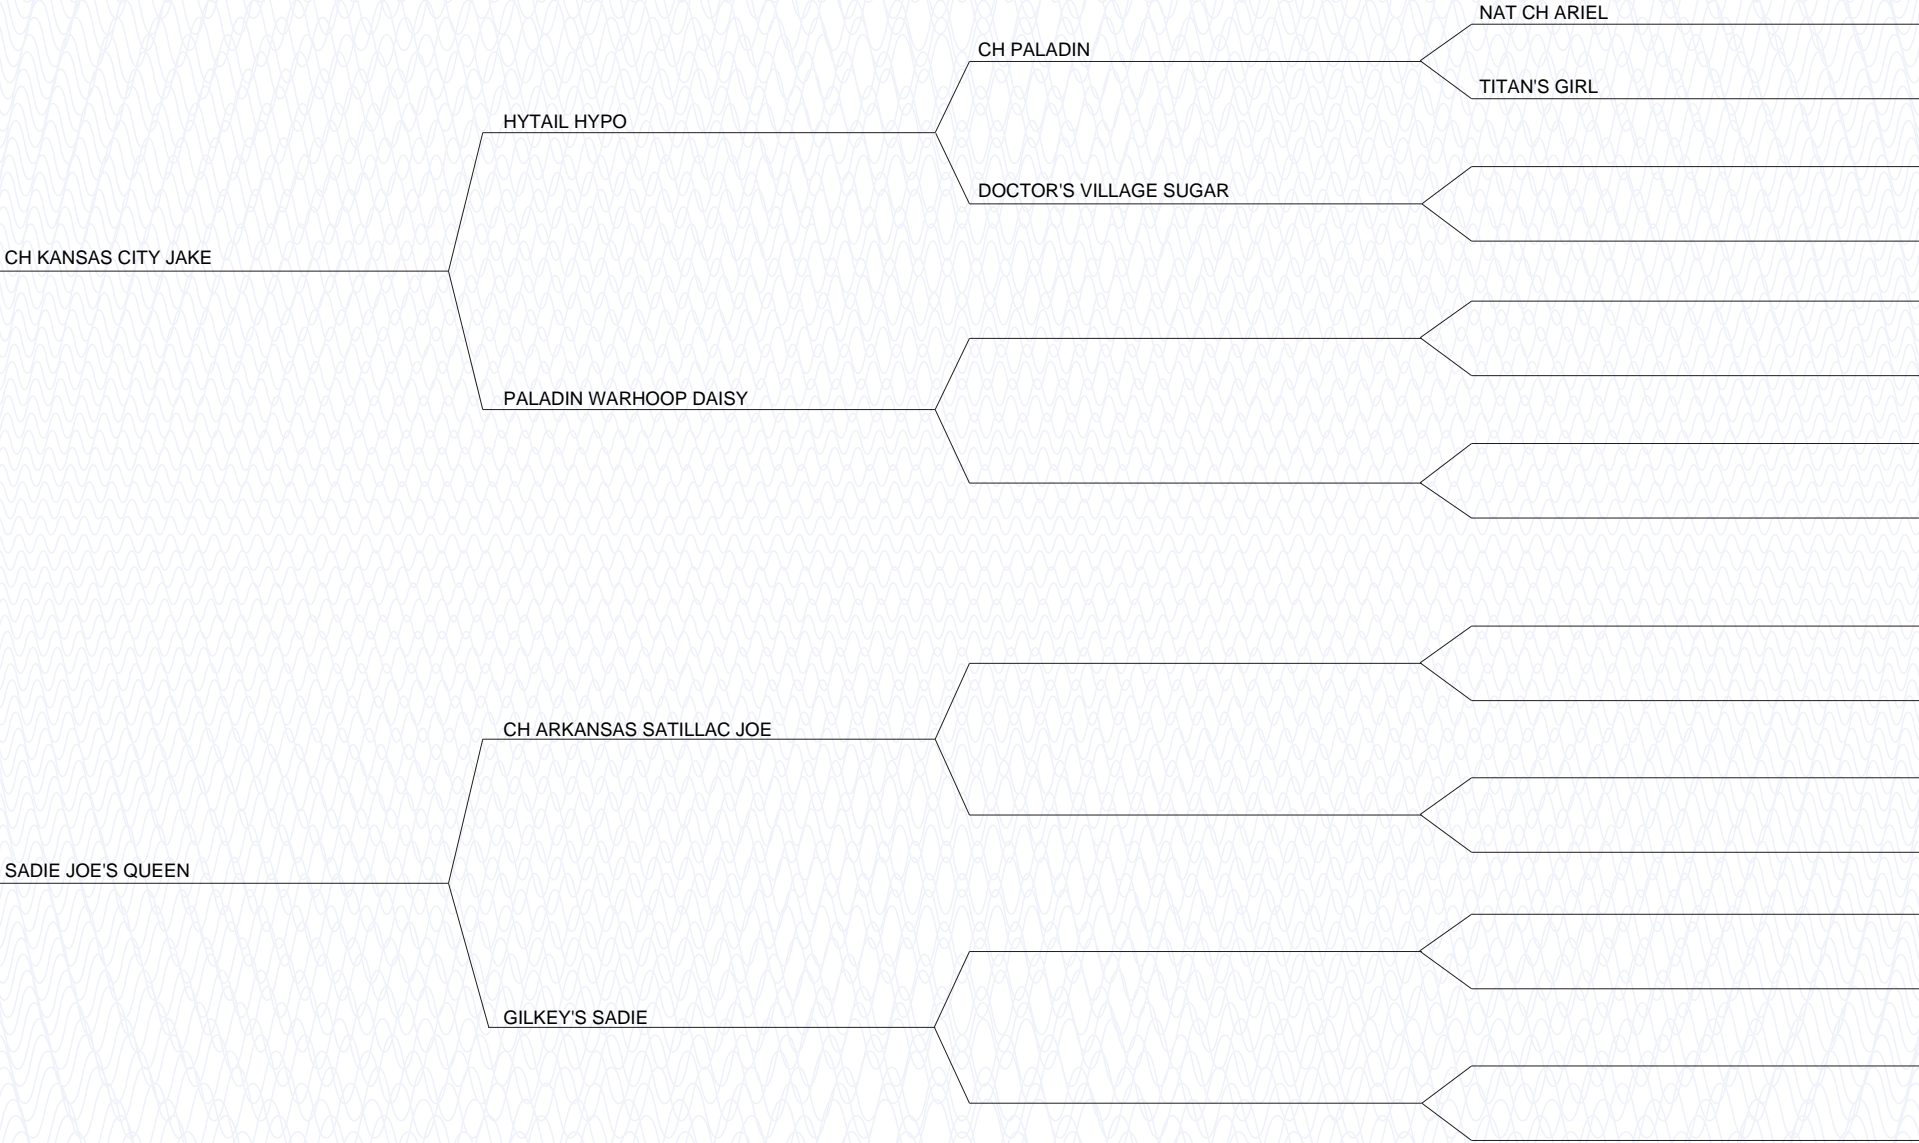 NAT CH ARIEL
CH PALADIN
TITAN'S GIRL
HYTAIL HYPO
DOCTOR'S VILLAGE SUGAR
CH KANSAS CITY JAKE
PALADIN WARHOOP DAISY
CH ARKANSAS SATILLAC JOE
SADIE JOE'S QUEEN
GILKEY'S SADIE